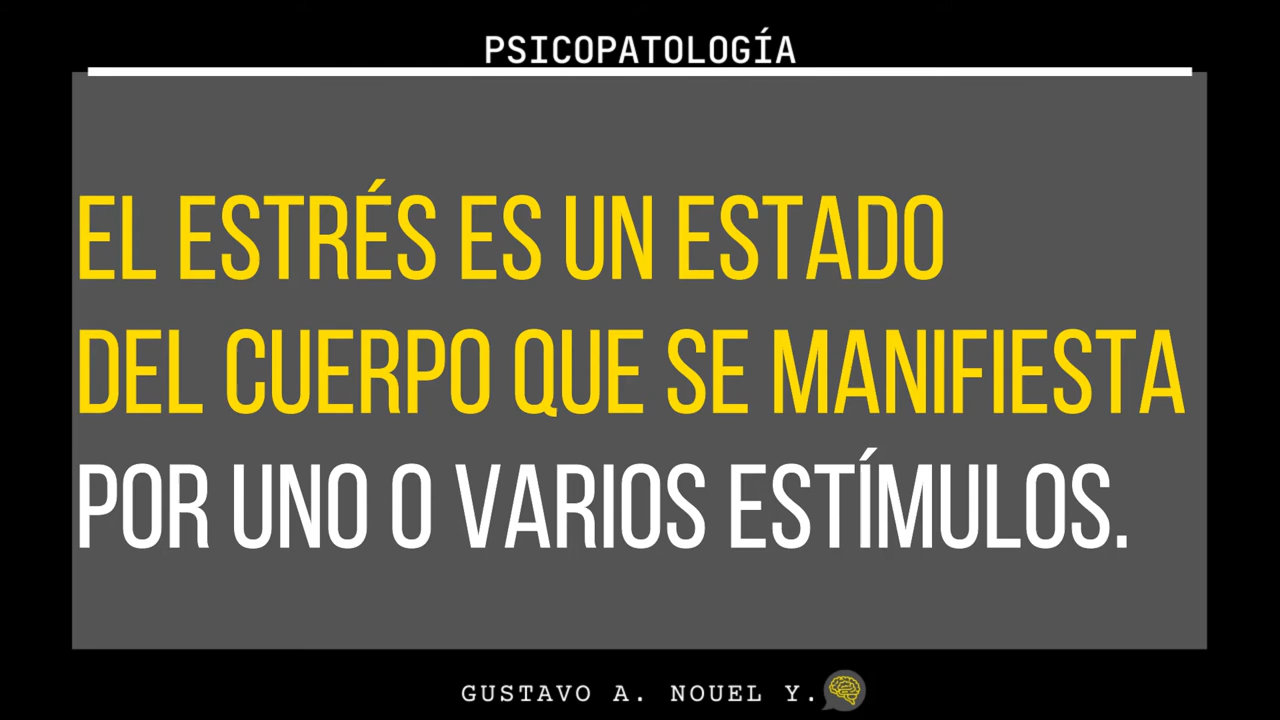 PSICOPATOLOGÍA
EL ESTRÉS ES UN ESTADO
DEL CUERPO QUE SE MANIFIESTA
POR UNO O VARIOS ESTÍMULOS.
GUSTAVO A. NOUEL Y.